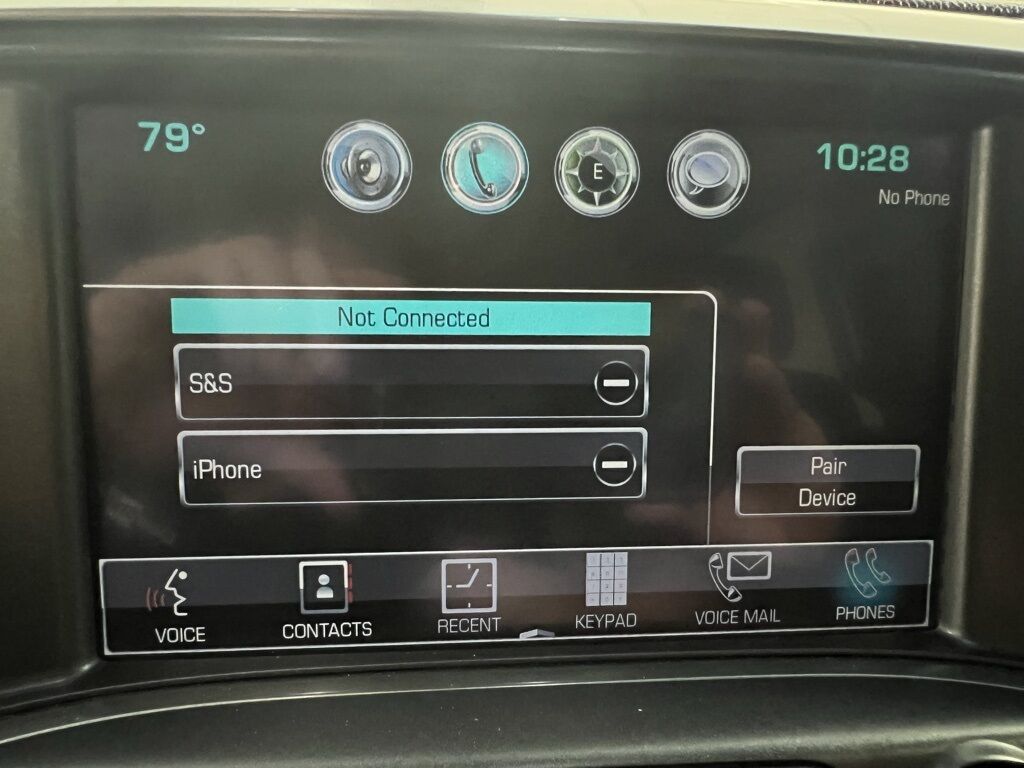 79°
E
10:28
No Phone
Not Connected
S&S
iPhone
Pair
Device
VOICE
CONTACTS
RECENT
KEYPAD
VOICE MAIL
PHONES